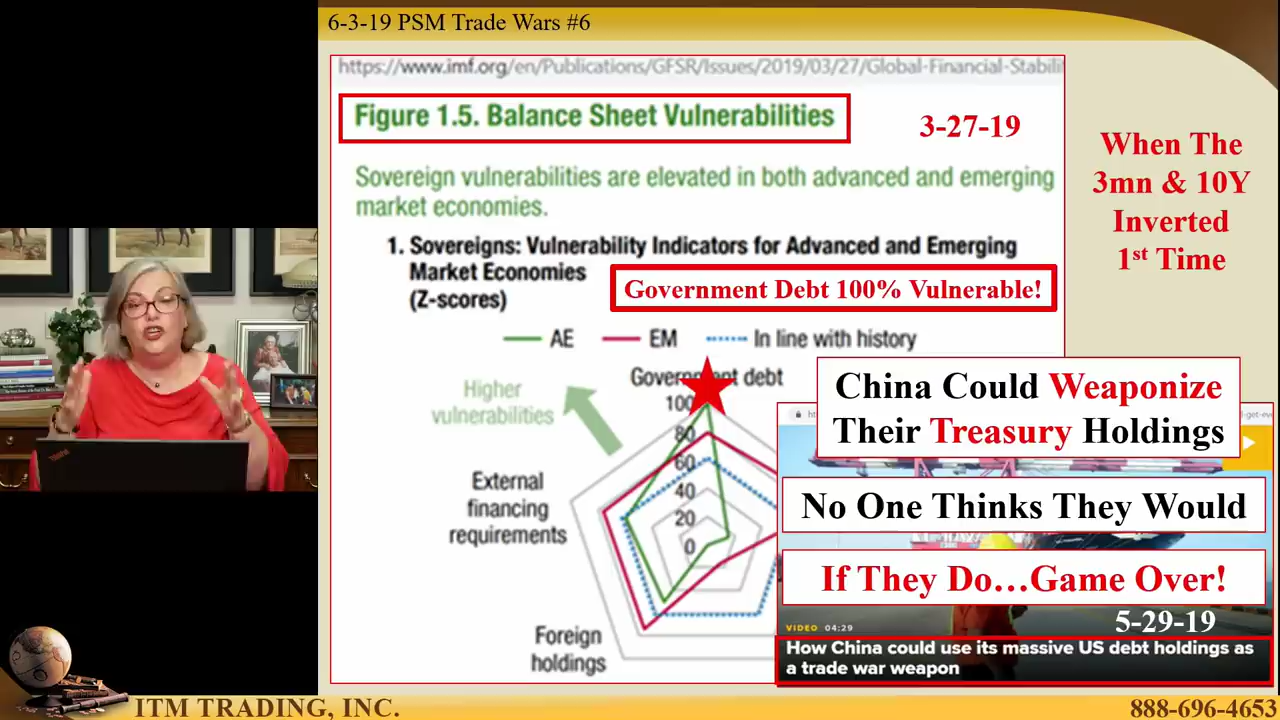 6-3-19 PSM Trade Wars #6
https://www.imf.org/en/Publications/GFSR/Issues/2019/03/27/Global-Financial-Stabili
Figure 1.5. Balance Sheet Vulnerabilities
3-27-19
When The
3mn & 10Y
Inverted
1st Time
Sovereign vulnerabilities are elevated in both advanced and emerging
market economies.
1. Sovereigns: Vulnerability Indicators for Advanced and Emerging
Market Economies
(Z-scores)
Government Debt 100% Vulnerable!
AE EM In line with history
Higher
vulnerabilities
Government debt
100
80
60
40
20
0
External
financing
requirements
Foreign
holdings
China Could Weaponize
Their Treasury Holdings
No One Thinks They Would
If They Do...Game Over!
5-29-19
VIDEO 04:29
How China could use its massive US debt holdings as
a trade war weapon
ThinkPad
ITM TRADING, INC.
888-696-4653